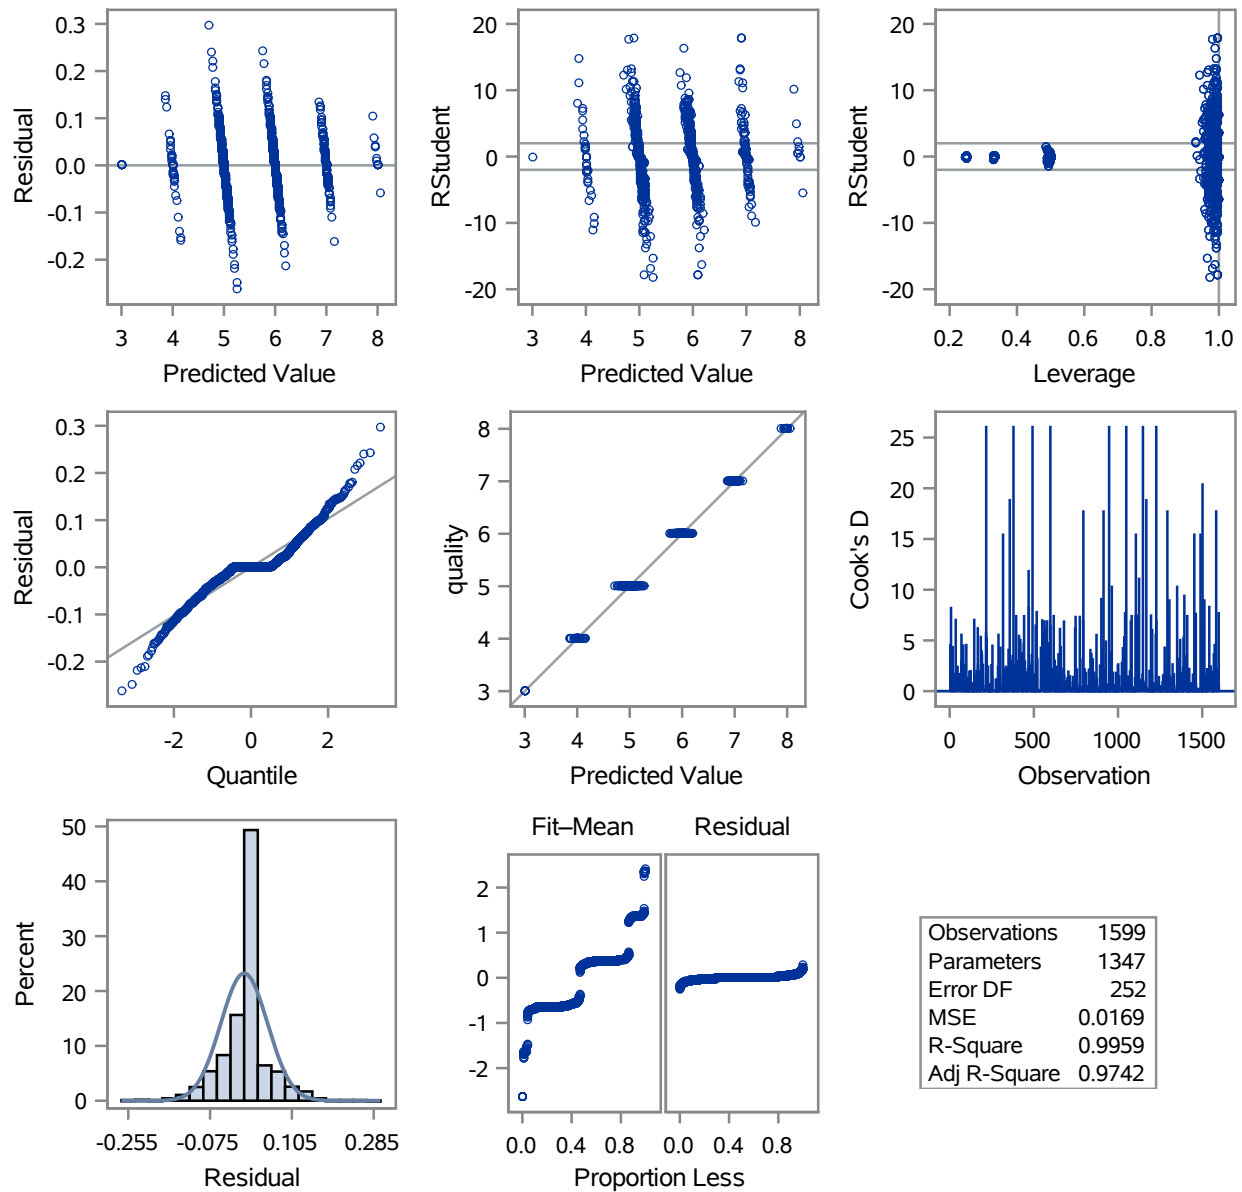 0.3
0.2
0.1
0.0
-0.1
-0.2
Residual
3 4 5 6 7 8
Predicted Value
20
10
0
-10
-20
RStudent
3 4 5 6 7 8
Predicted Value
20
10
0
-10
-20
RStudent
0.2 0.4 0.6 0.8 1.0
Leverage
0.3
0.2
0.1
0.0
-0.1
-0.2
Residual
-2 0 2
Quantile
8
7
6
5
4
3
quality
3 4 5 6 7 8
Predicted Value
25
20
15
10
5
0
Cook's D
0 500 1000 1500
Observation
50
40
30
20
10
0
Percent
-0.255 -0.075 0.105 0.285
Residual
Fit–Mean Residual
2
1
0
-1
-2
0.0 0.4 0.8 0.0 0.4 0.8
Proportion Less
Observations 1599
Parameters 1347
Error DF 252
MSE 0.0169
R-Square 0.9959
Adj R-Square 0.9742